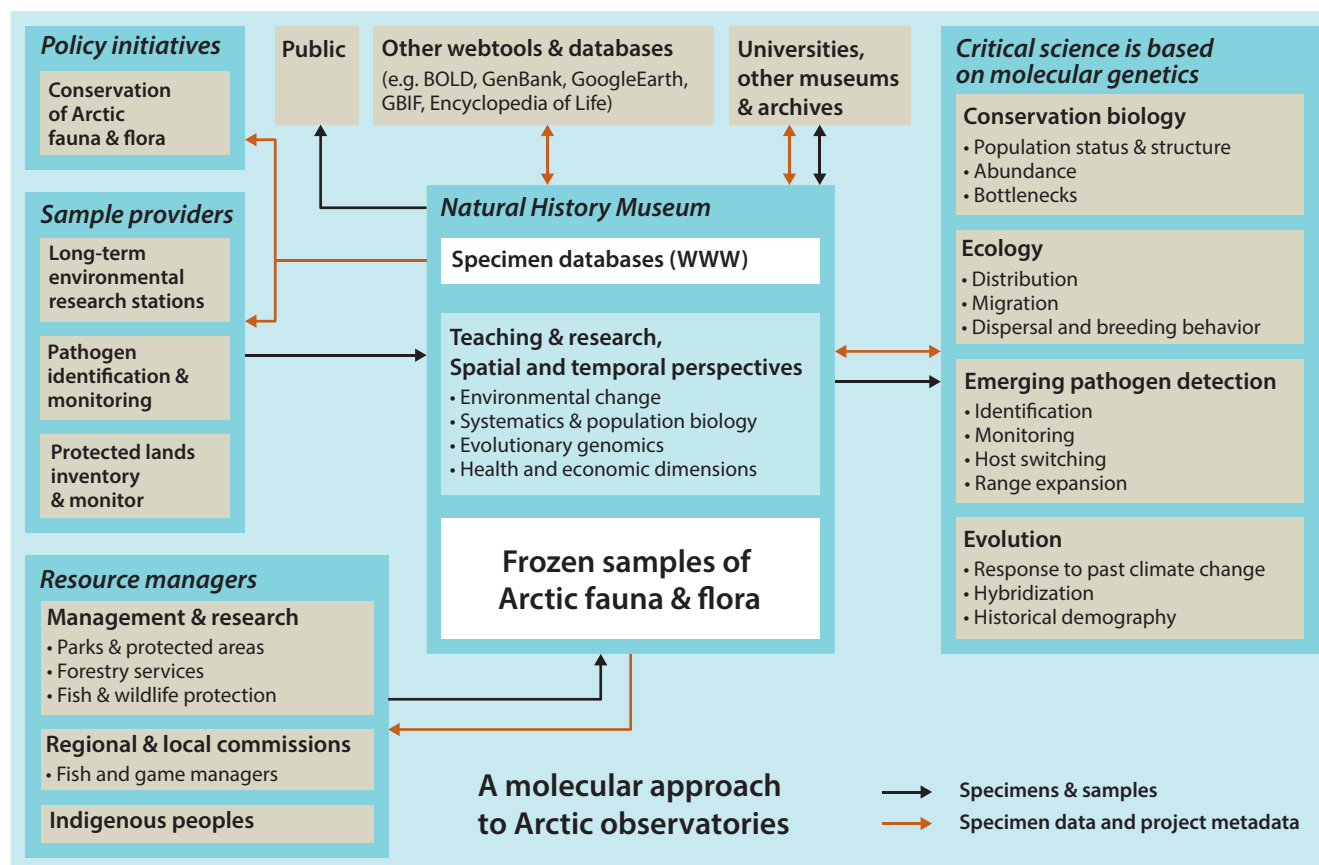 Policy initiatives
Conservation
of Arctic
fauna & flora
Sample providers
Long-term
environmental
research stations
Pathogen
identification &
monitoring
Protected lands
inventory
& monitor
Resource managers
Management & research
• Parks & protected areas
• Forestry services
• Fish & wildlife protection
Regional & local commissions
• Fish and game managers
Indigenous peoples
Public
Other webtools & databases
(e.g. BOLD, GenBank, GoogleEarth,
GBIF, Encyclopedia of Life)
Universities,
other museums
& archives
Natural History Museum
Specimen databases (WWW)
Teaching & research,
Spatial and temporal perspectives
• Environmental change
• Systematics & population biology
• Evolutionary genomics
• Health and economic dimensions
Frozen samples of
Arctic fauna & flora
Critical science is based
on molecular genetics
Conservation biology
• Population status & structure
• Abundance
• Bottlenecks
Ecology
• Distribution
• Migration
• Dispersal and breeding behavior
Emerging pathogen detection
• Identification
• Monitoring
• Host switching
• Range expansion
Evolution
• Response to past climate change
• Hybridization
• Historical demography
A molecular approach
to Arctic observatories
Specimens & samples
Specimen data and project metadata